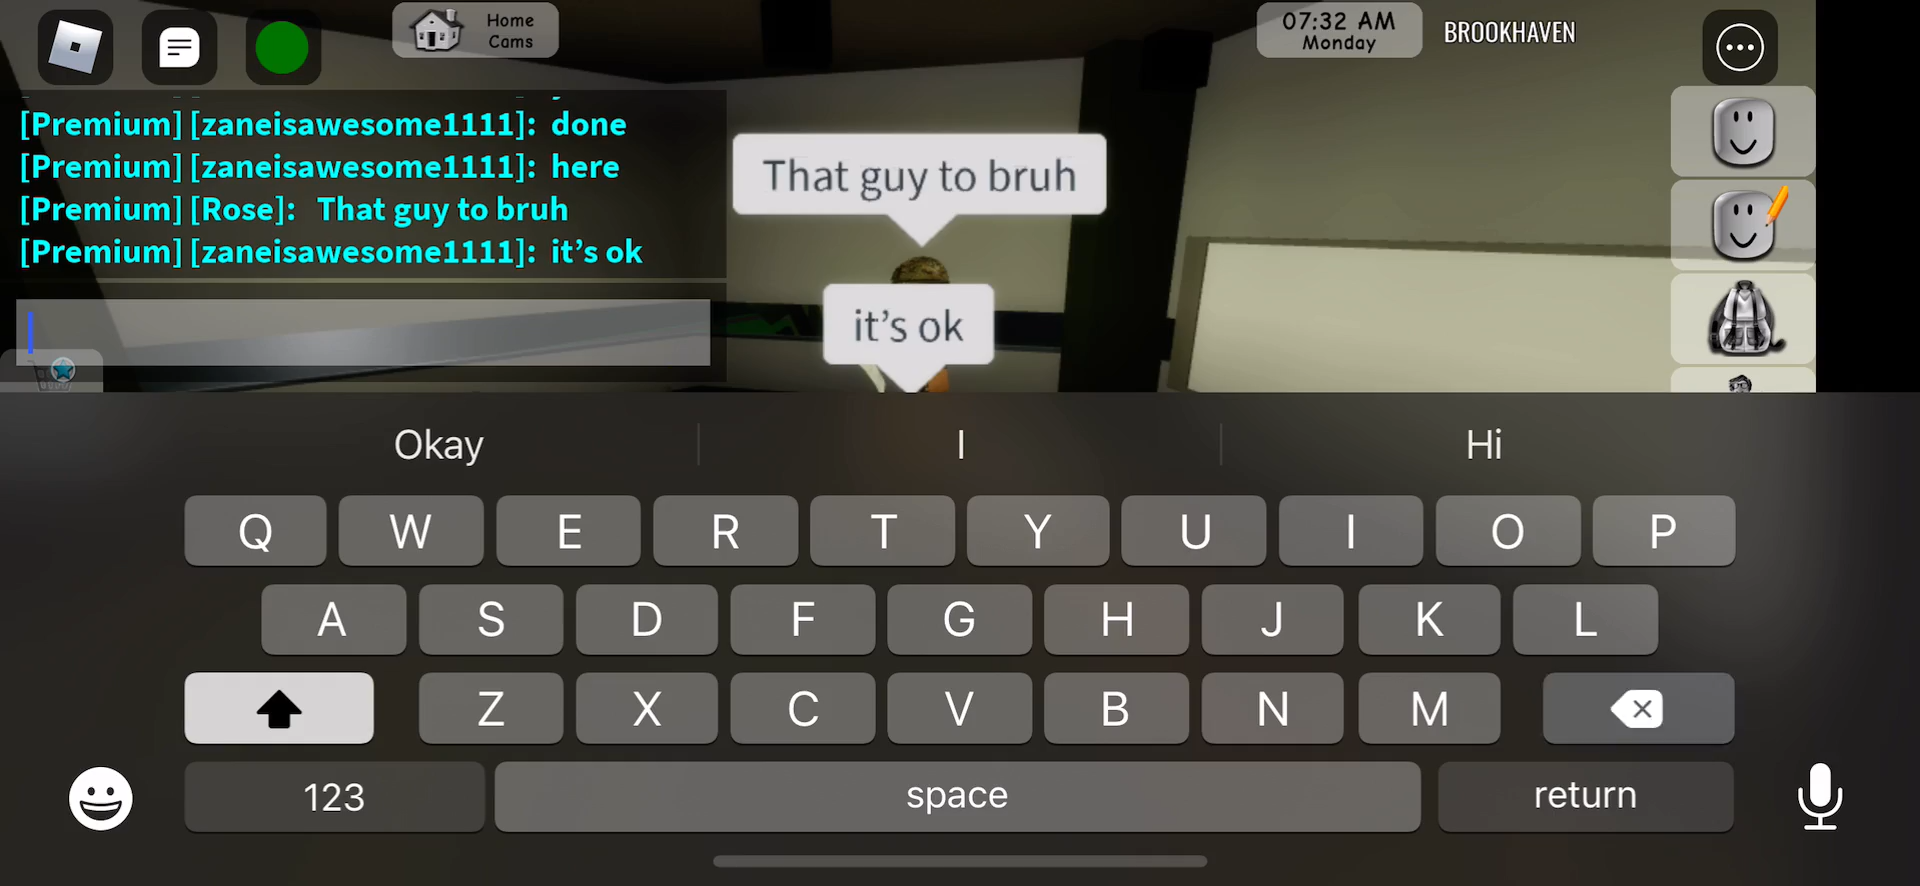 Home
Cams
07:32 AM
Monday
BROOKHAVEN
[Premium] [zaneisawesome1111]: done
[Premium] [zaneisawesome1111]: here
[Premium] [Rose]: That guy to bruh
[Premium] [zaneisawesome1111]: it’s ok
That guy to bruh
it’s ok
Okay
I
Hi
Q W E R T Y U I O P
A S D F G H J K L
Z X C V B N M
123
space
return